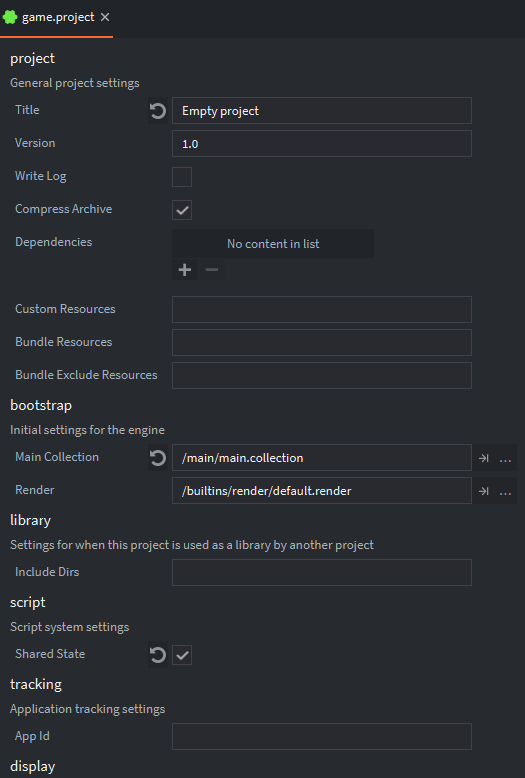 game.project
project
General project settings
Title Empty project
Version 1.0
Write Log
Compress Archive
Dependencies No content in list
Custom Resources
Bundle Resources
Bundle Exclude Resources
bootstrap
Initial settings for the engine
Main Collection /main/main.collection ...
Render /builtins/render/default.render ...
library
Settings for when this project is used as a library by another project
Include Dirs
script
Script system settings
Shared State
tracking
Application tracking settings
App Id
display